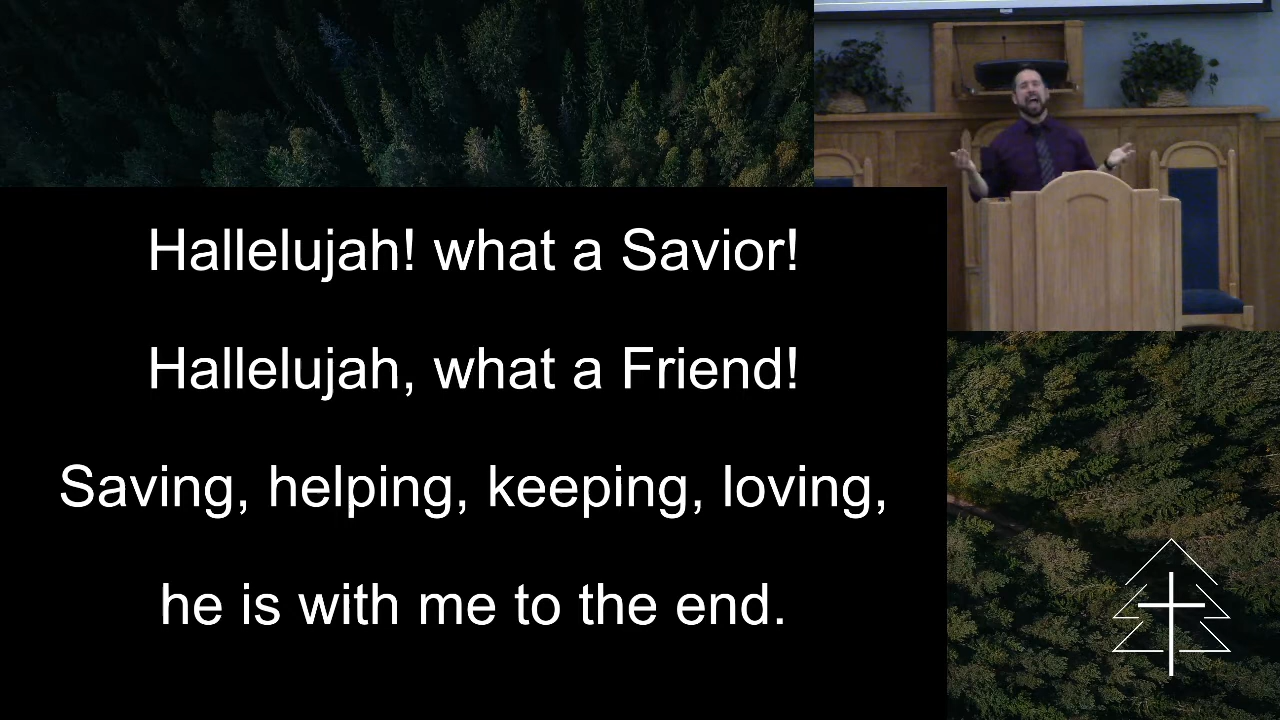 Hallelujah! what a Savior!
Hallelujah, what a Friend!
Saving, helping, keeping, loving,
he is with me to the end.